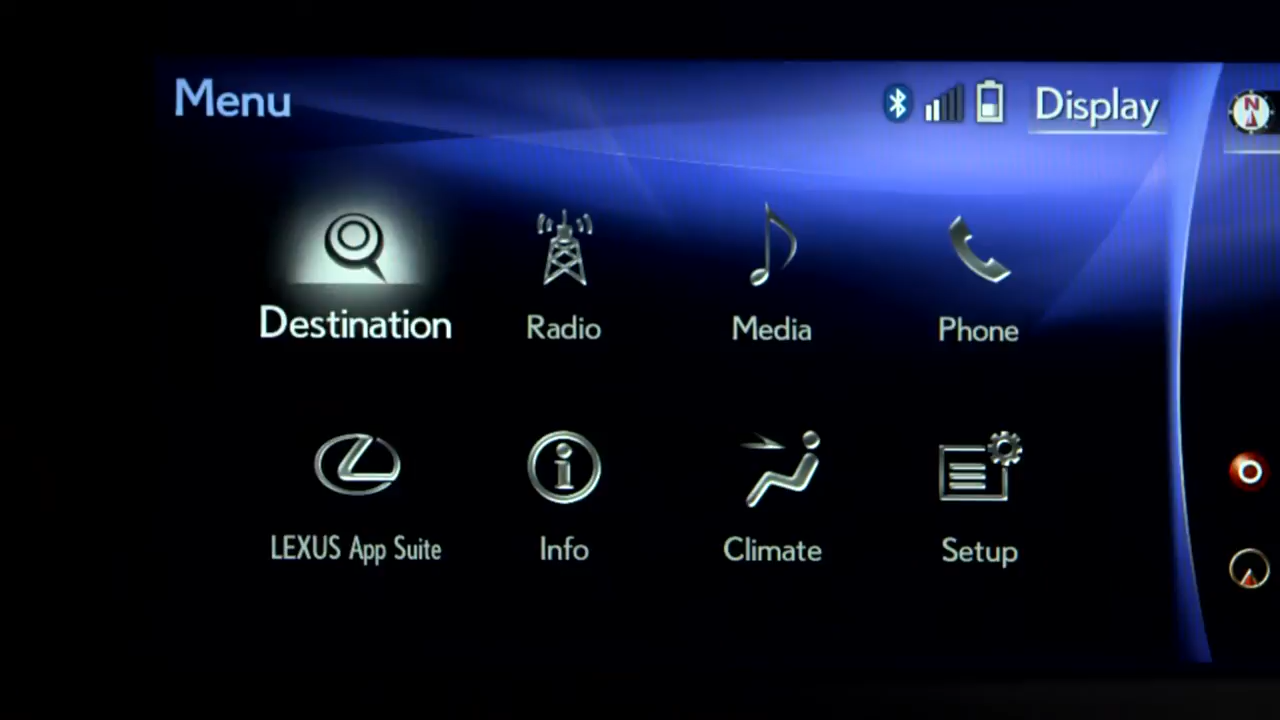 Menu
Display
N
Destination
Radio
Media
Phone
LEXUS App Suite
Info
Climate
Setup